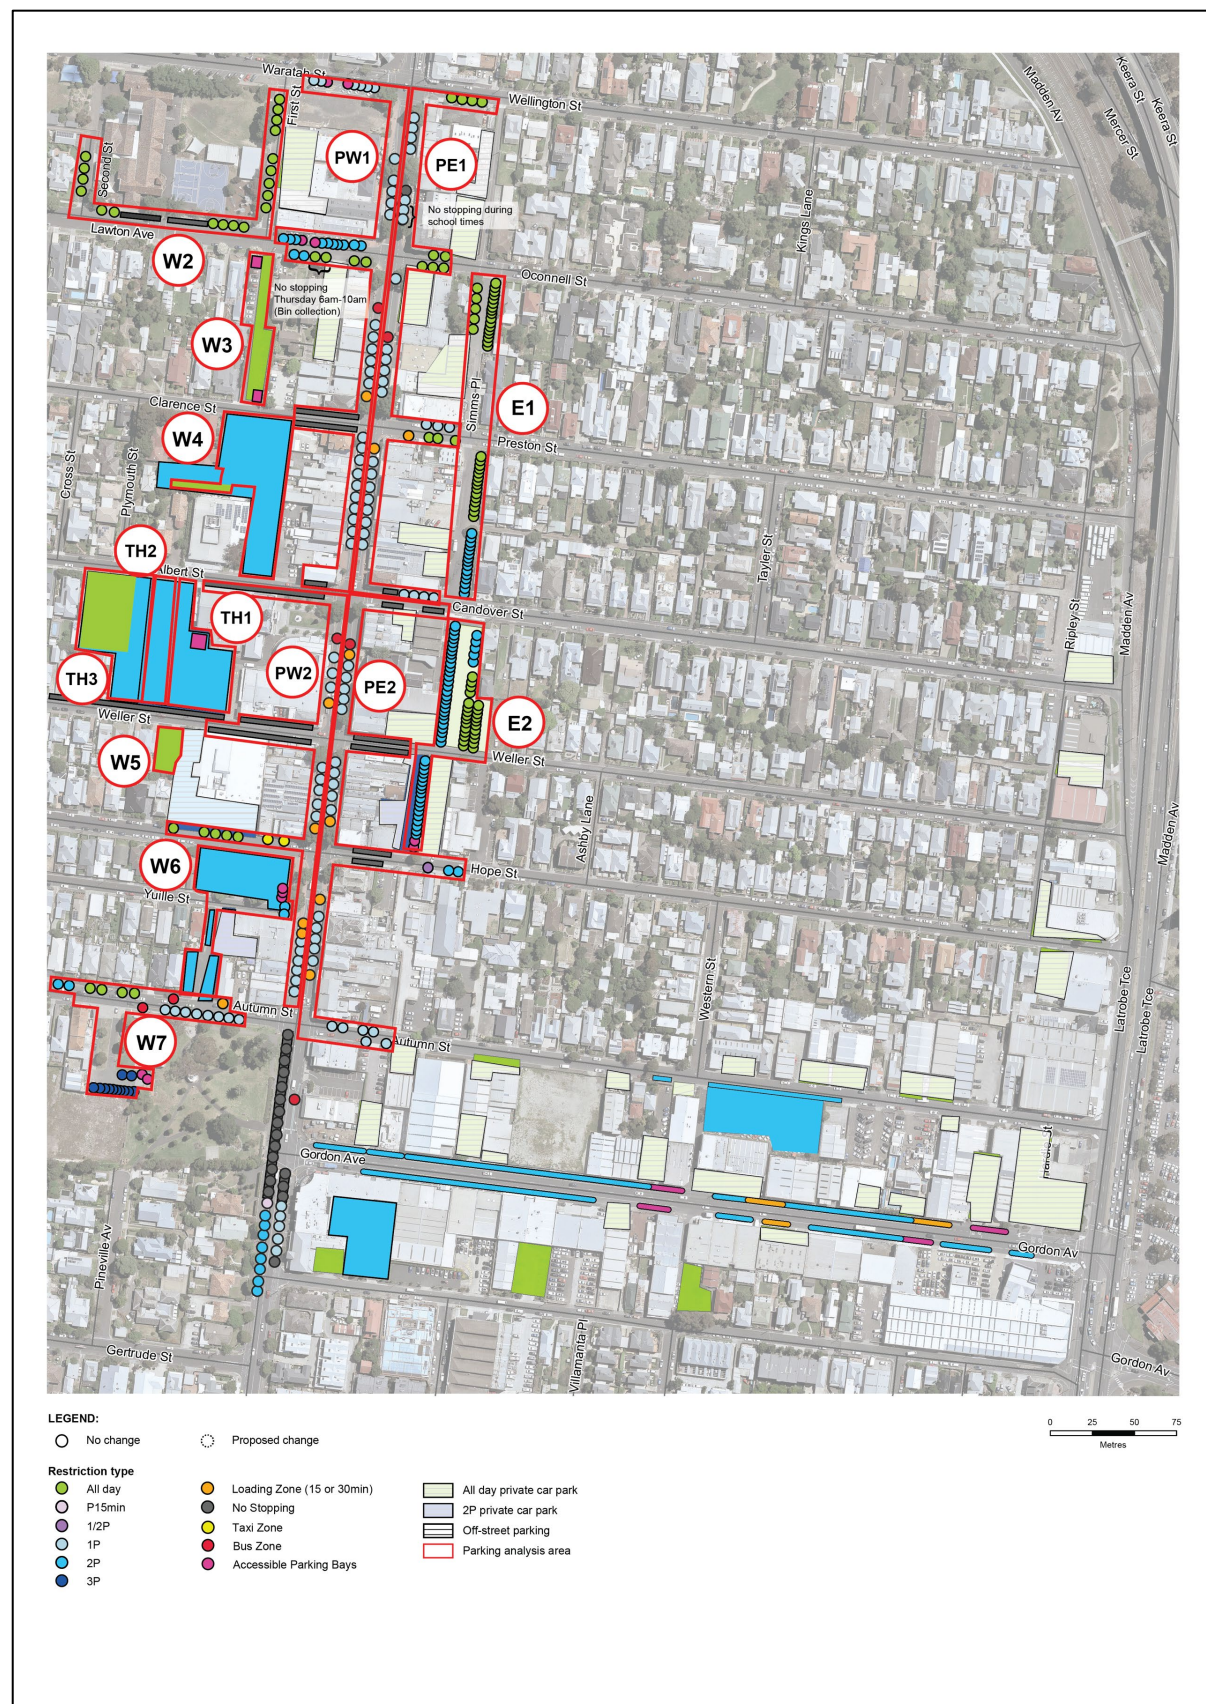 Waratah St
First St
Wellington St
Madden Av
Keera St
Keera St
Mercer St
PW1
PE1
Second St
Kings Lane
No stopping during
school times
Lawton Ave
W2
Oconnell St
No stopping
Thursday 6am-10am
(Bin collection)
W3
Simms Pl
E1
Clarence St
W4
Preston St
Cross St
Plymouth St
Tayler St
TH2
Albert St
Candover St
TH1
Ripley St
Madden Av
TH3
PW2
PE2
Weller St
E2
W5
Weller St
Ashby Lane
Madden Av
W6
Hope St
Yuille St
Western St
Latrobe Tce
Latrobe Tce
Autumn St
W7
Autumn St
Gordon Ave
Gordon Av
Pineville Av
Villamanta Pl
Gertrude St
Gordon Av
LEGEND:
No change
Proposed change
0 25 50 75
Metres
Restriction type
All day
P15min
1/2P
1P
2P
3P
Loading Zone (15 or 30min)
No Stopping
Taxi Zone
Bus Zone
Accessible Parking Bays
All day private car park
2P private car park
Off-street parking
Parking analysis area